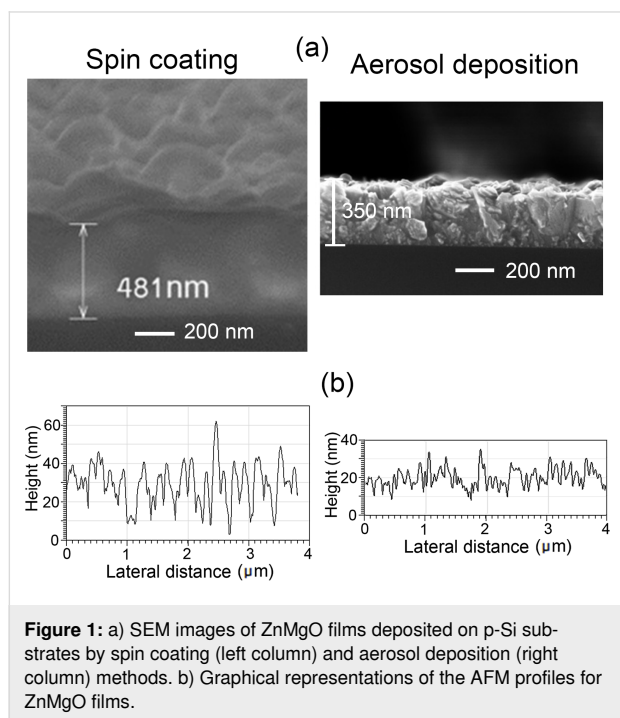 (a)
Spin coating
Aerosol deposition
481nm
200 nm
350 nm
200 nm
(b)
Height (nm)
60
40
20
0
0 1 2 3 4
Lateral distance (µm)
Height (nm)
40
20
0
0 1 2 3 4
Lateral distance (µm)
Figure 1: a) SEM images of ZnMgO films deposited on p-Si sub-
strates by spin coating (left column) and aerosol deposition (right
column) methods. b) Graphical representations of the AFM profiles for
ZnMgO films.